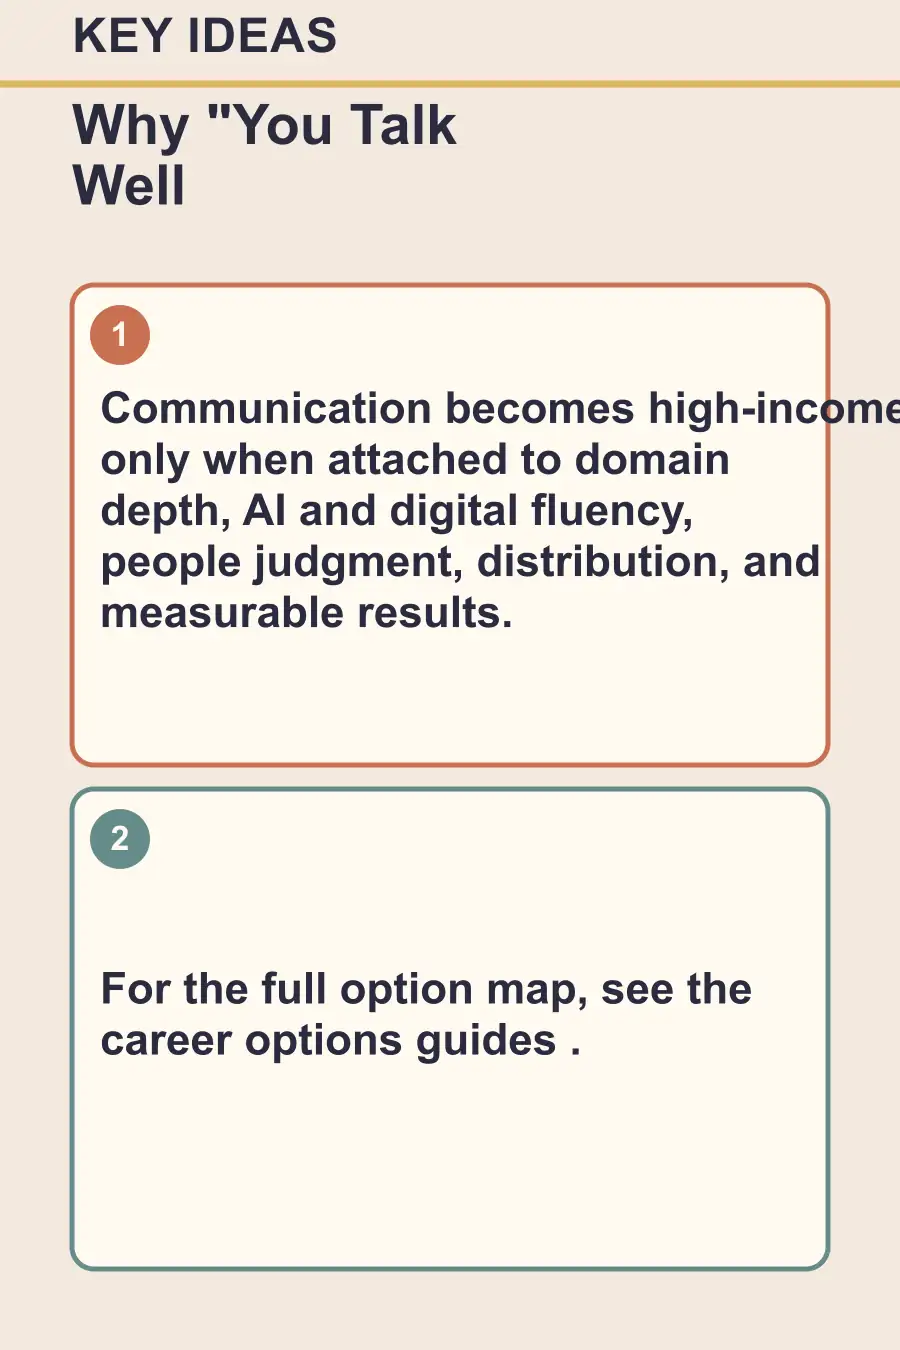 KEY IDEAS
Why "You Talk
Well
1
Communication becomes high-income
only when attached to domain
depth, AI and digital fluency,
people judgment, distribution, and
measurable results.
2
For the full option map, see the
career options guides .